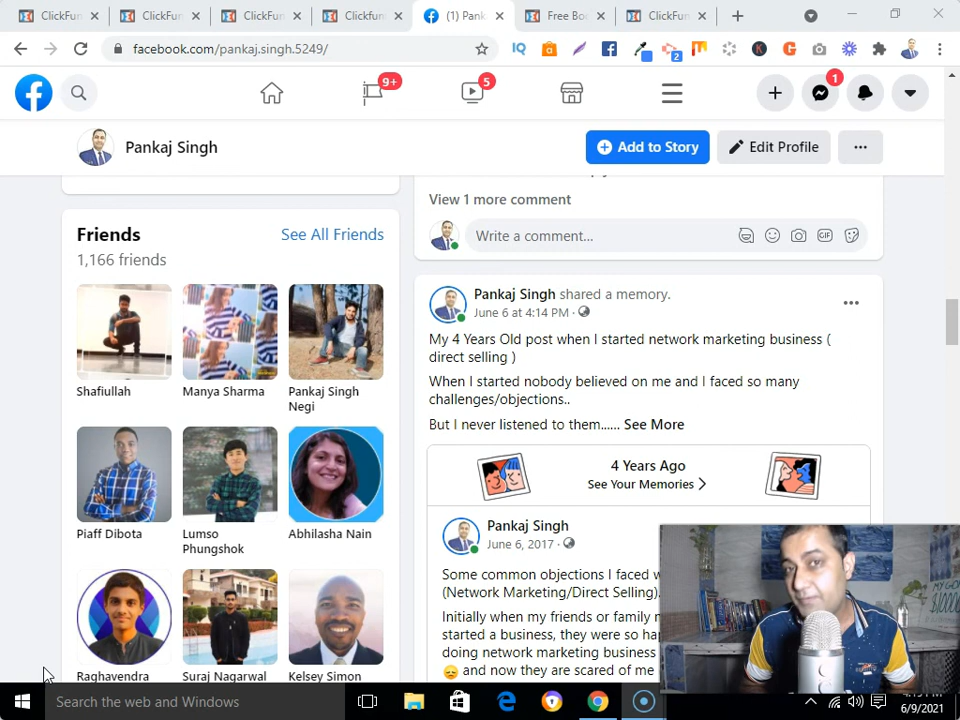 ClickFun
ClickFun
ClickFun
Clickfun
(1) Pank
Free Boo
ClickFun
facebook.com/pankaj.singh.5249/
2
9+
5
1
Pankaj Singh
Add to Story
Edit Profile
View 1 more comment
Write a comment...
GIF
Friends
See All Friends
1,166 friends
Shafiullah
Manya Sharma
Pankaj Singh
Negi
Piaff Dibota
Lumso
Phungshok
Abhilasha Nain
Raghavendra
Suraj Nagarwal
Kelsey Simon
Pankaj Singh shared a memory.
June 6 at 4:14 PM ·
My 4 Years Old post when I started network marketing business (
direct selling )
When I started nobody believed on me and I faced so many
challenges/objections..
But I never listened to them...... See More
4 Years Ago
See Your Memories
Pankaj Singh
June 6, 2017 ·
Some common objections I faced w
(Network Marketing/Direct Selling).
Initially when my friends or family m
started a business, they were so hap
doing network marketing business
and now they are scared of me
MY GO
$1000
Search the web and Windows
6/9/2021